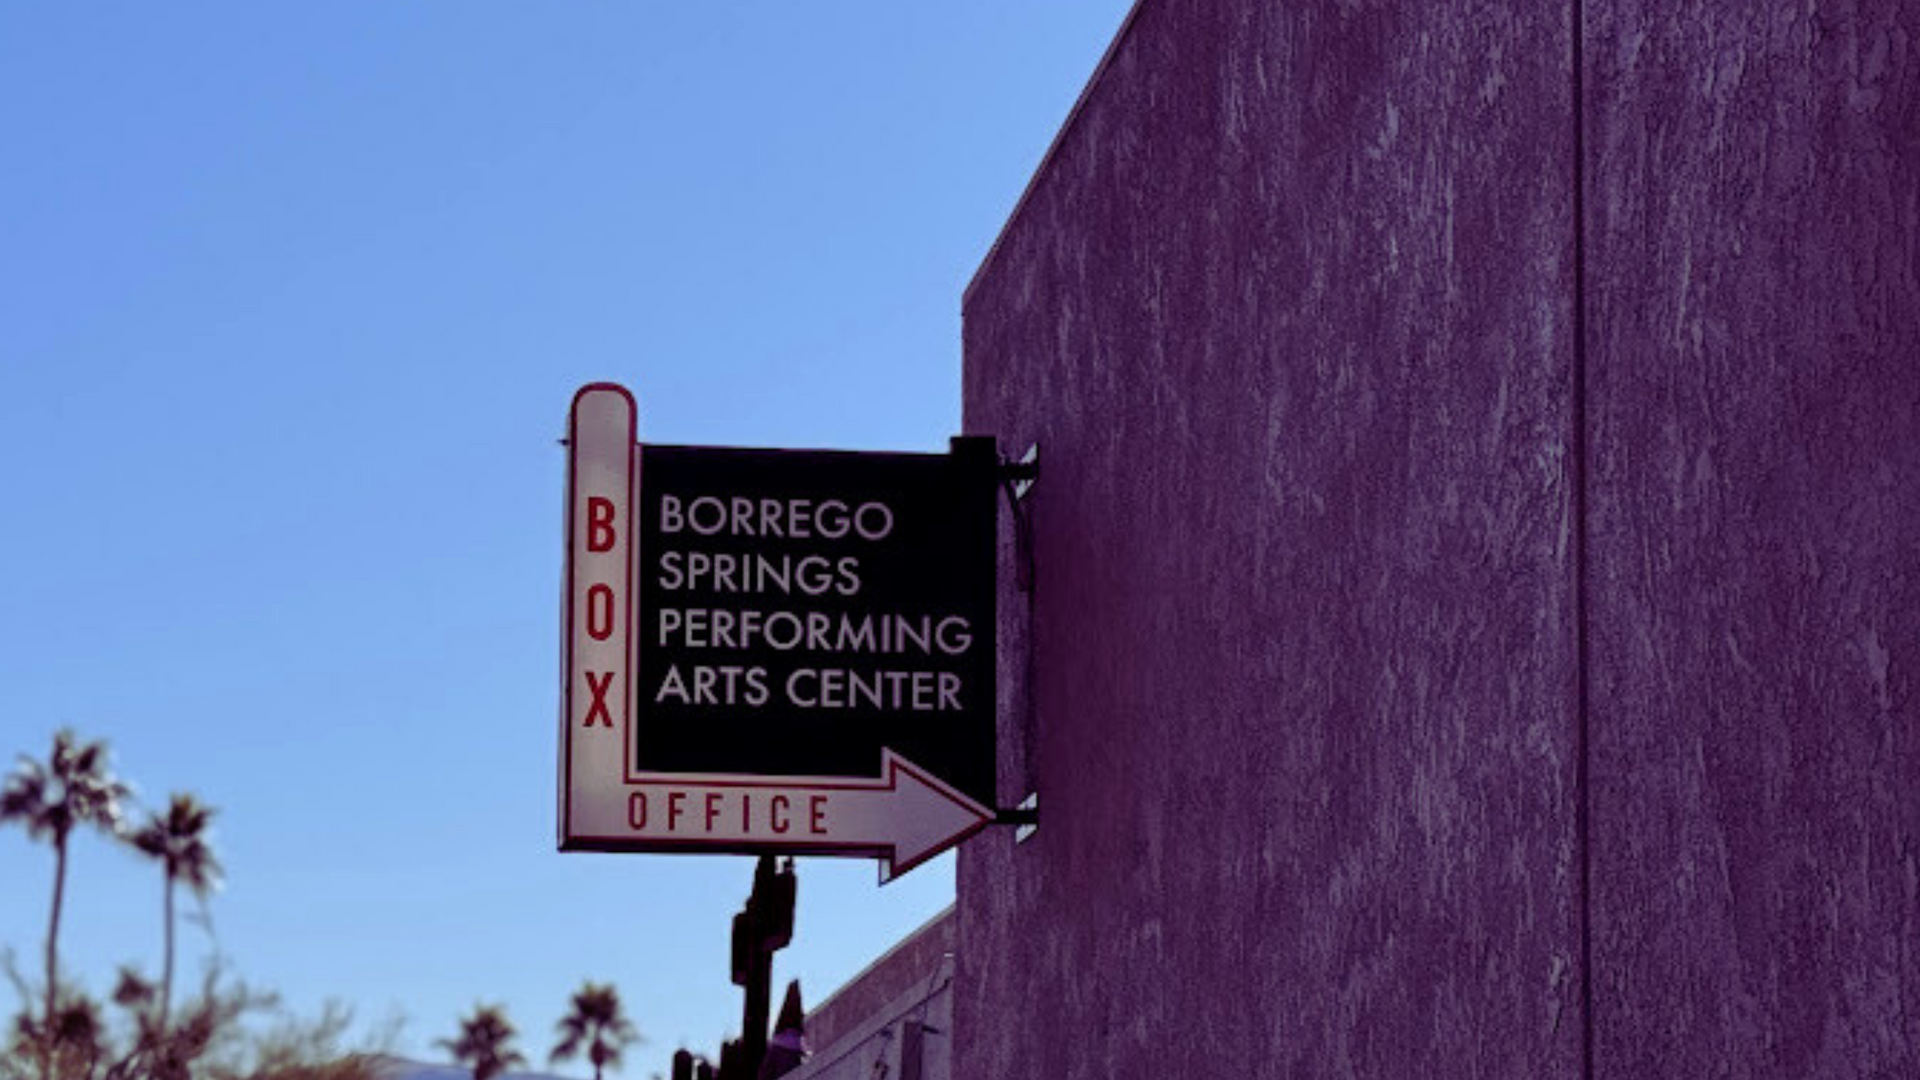 BOX
BORREGO
SPRINGS
PERFORMING
ARTS CENTER
OFFICE